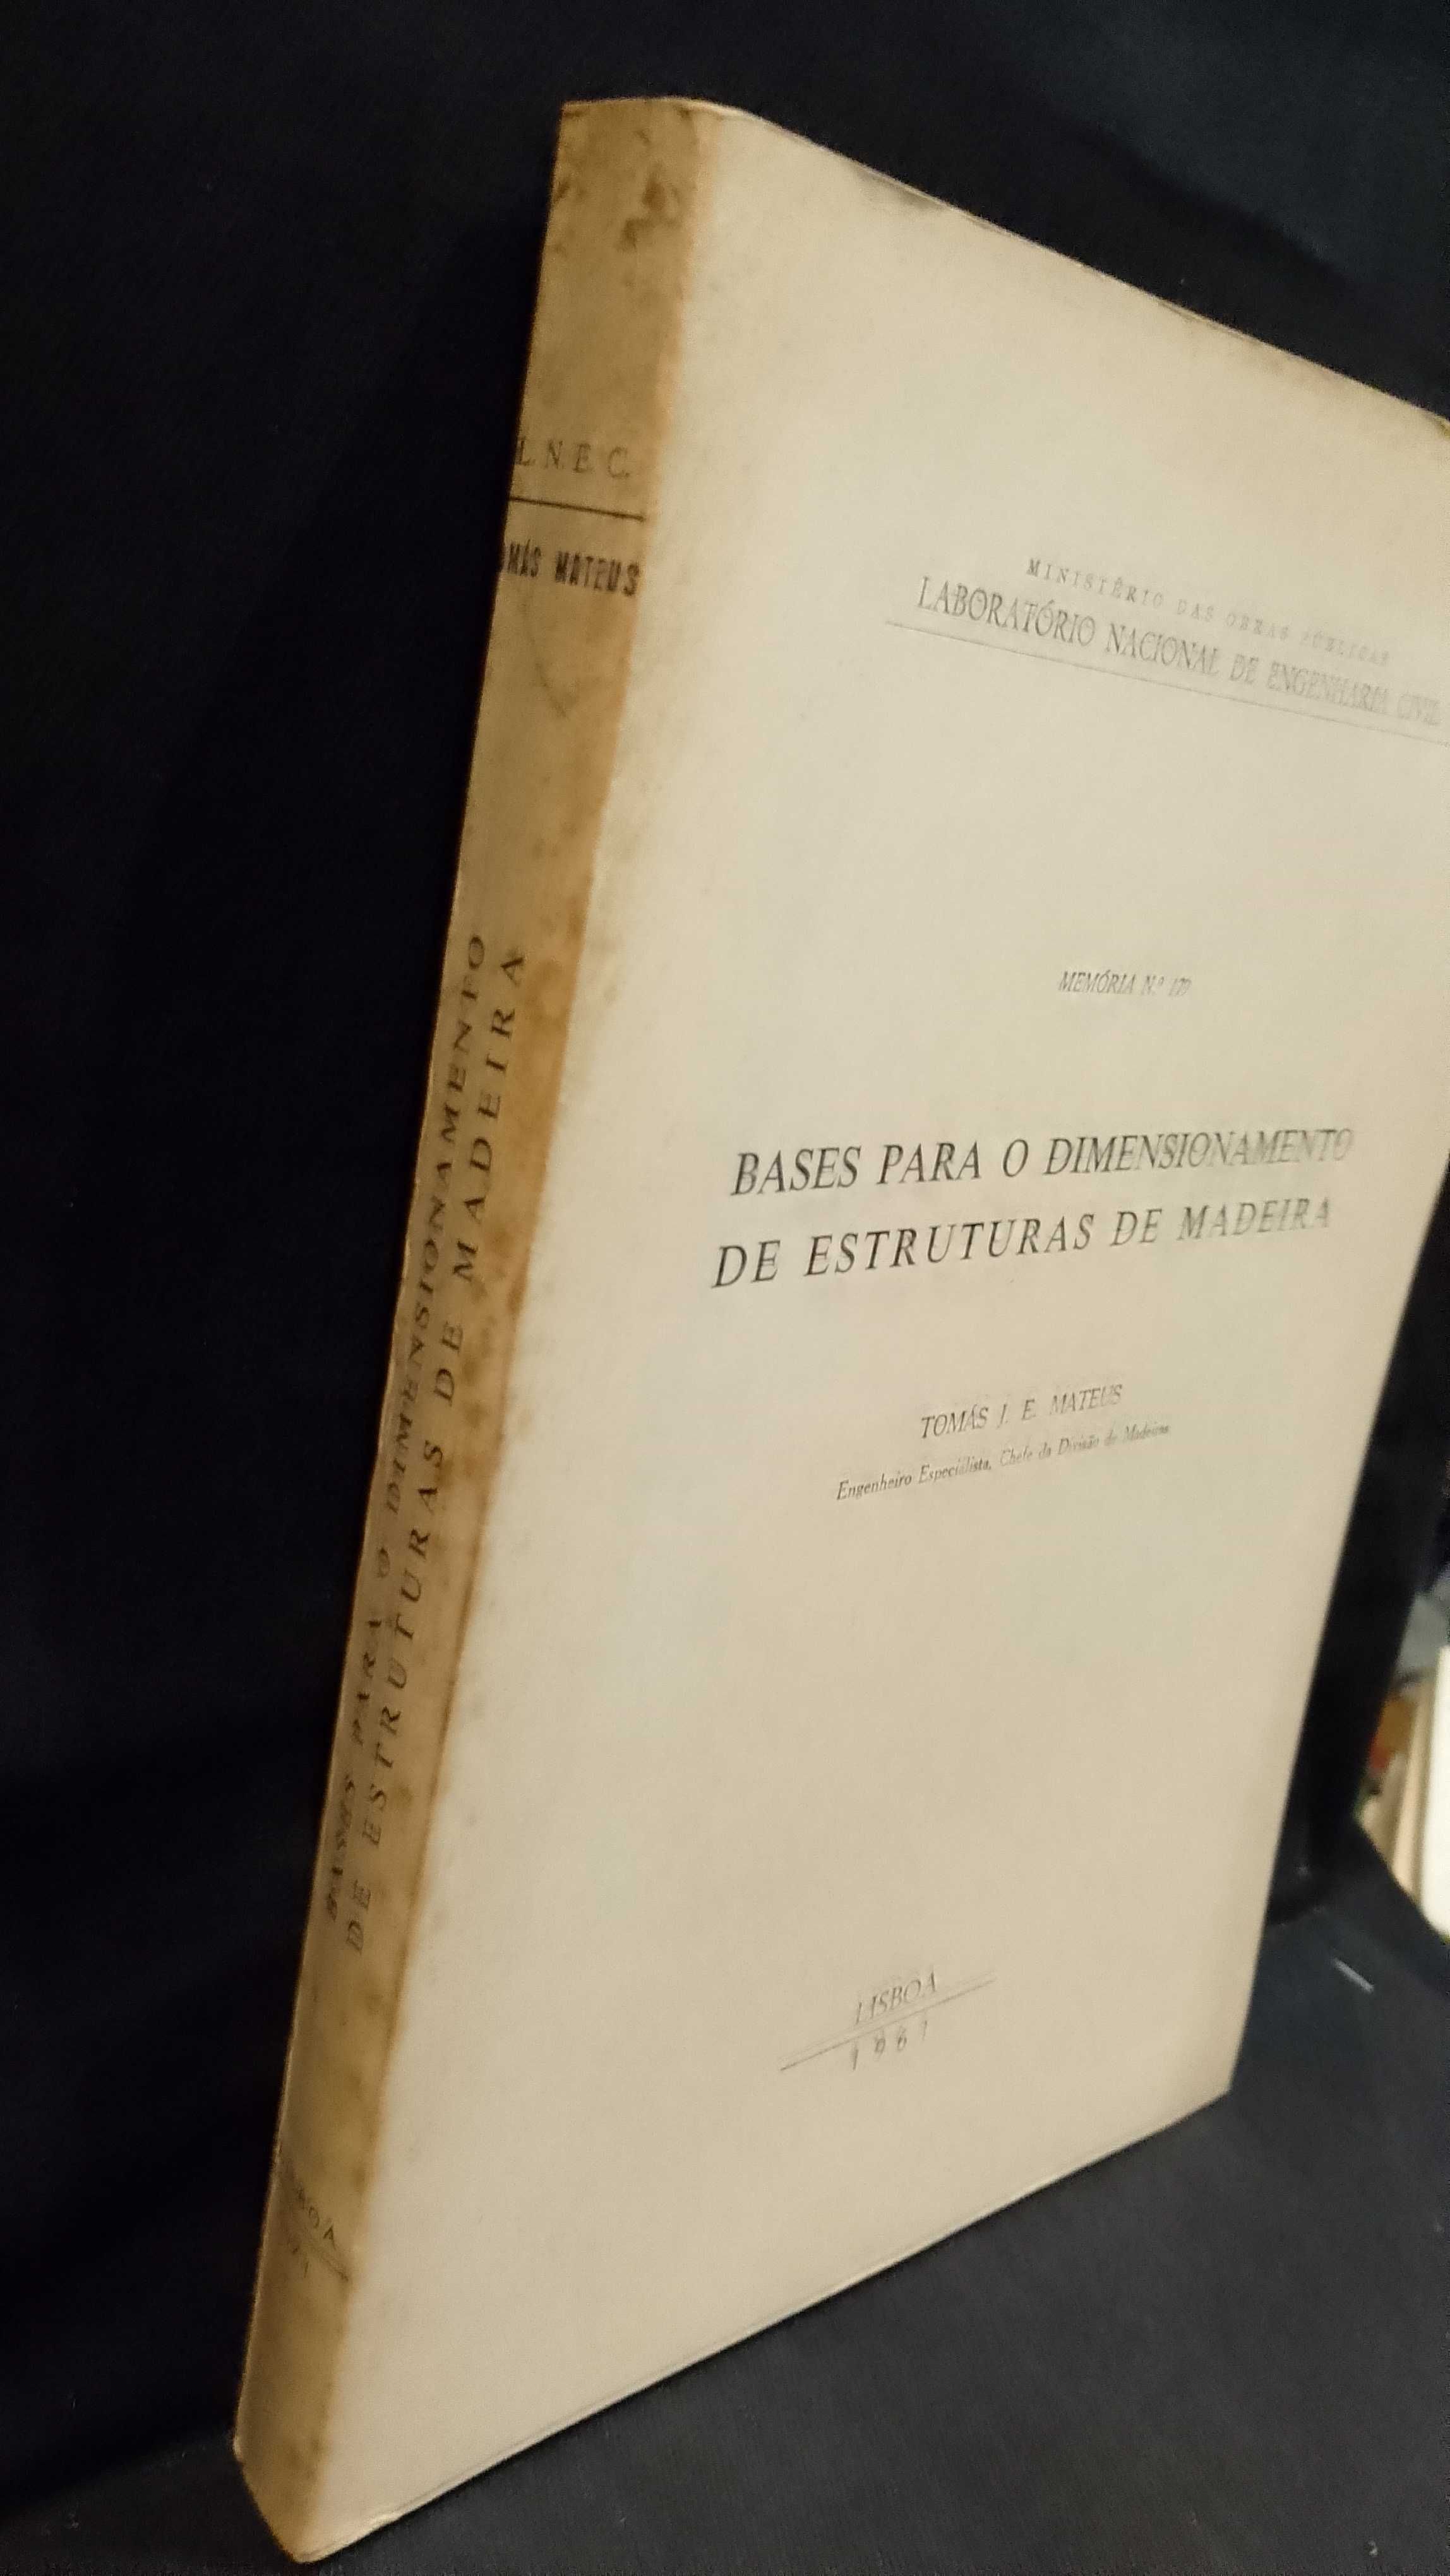 L. N. E. C.
MATEUS
BASES PARA O DIMENSIONAMENTO
DE ESTRUTURAS DE MADEIRA
MINISTÉRIO DAS OBRAS PÚBLICAS
LABORATÓRIO NACIONAL DE ENGENHARIA CIVIL
MEMÓRIA N.º
BASES PARA O DIMENSIONAMENTO
DE ESTRUTURAS DE MADEIRA
TOMÁS J. E. MATEUS
Engenheiro Especialista, Chefe da Divisão de Madeiras
LISBOA